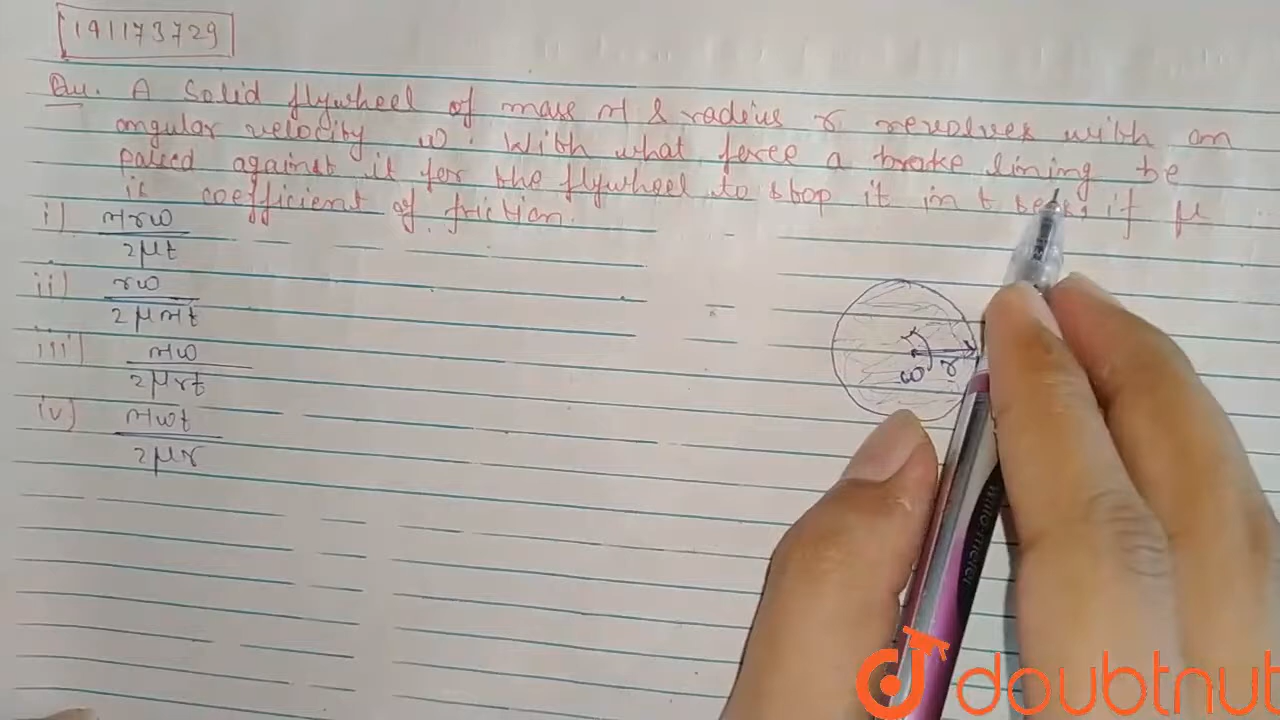 141173729
Qu. A Solid flywheel of mass M & radius r revolves with an
angular velocity ω. With what force a brake lining be
paced against it for the flywheel to stop it in t secs, if μ
is coefficient of friction.
i) Mrω
2μt
ii) rω
2μMt
iii) Mω
2μrt
iv) Mωt
2μr
ω r
doubtnut